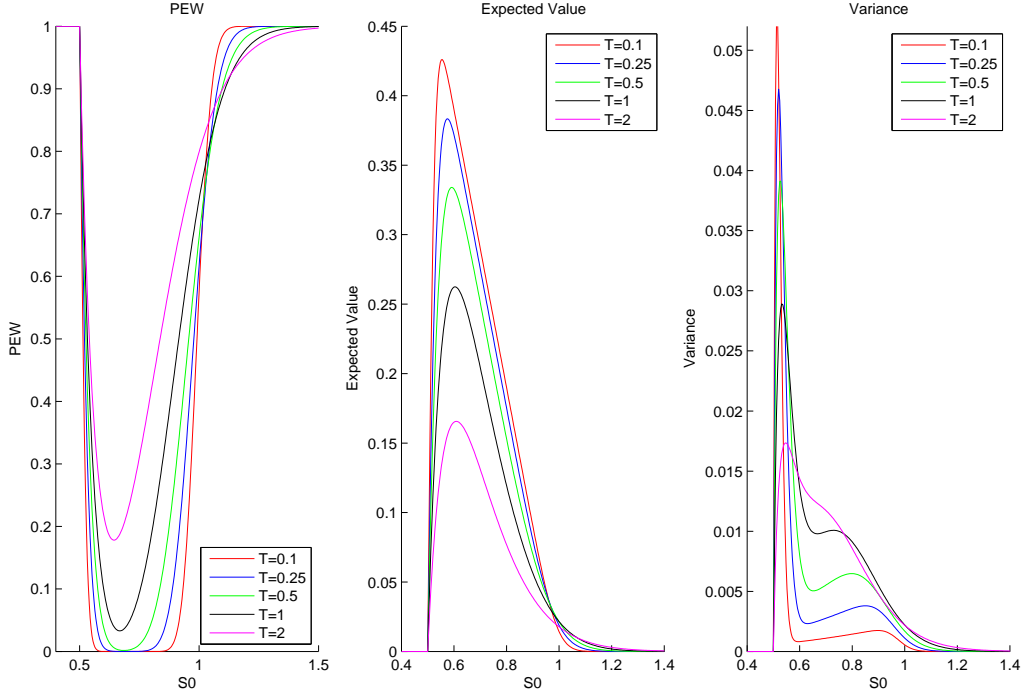 PEW
1
0.9
0.8
0.7
0.6
0.5
0.4
0.3
0.2
0.1
0
PEW
0.5
1
1.5
S0
T=0.1
T=0.25
T=0.5
T=1
T=2
Expected Value
0.45
0.4
0.35
0.3
0.25
0.2
0.15
0.1
0.05
0
Expected Value
0.4
0.6
0.8
1
1.2
1.4
S0
T=0.1
T=0.25
T=0.5
T=1
T=2
Variance
0.05
0.045
0.04
0.035
0.03
0.025
0.02
0.015
0.01
0.005
0
Variance
0.4
0.6
0.8
1
1.2
1.4
S0
T=0.1
T=0.25
T=0.5
T=1
T=2